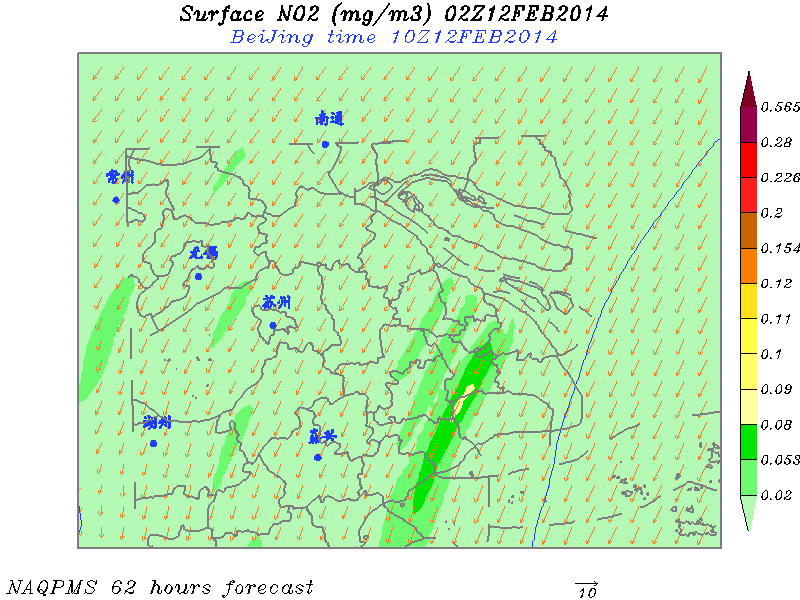 Surface NO2 (mg/m3) 02Z12FEB2014
BeiJing time 10Z12FEB2014
南通
0.565
常州
0.28
0.226
0.2
无锡
0.154
0.12
苏州
0.11
0.1
0.09
湖州
0.08
嘉兴
0.053
0.02
NAQPMS 62 hours forecast
10